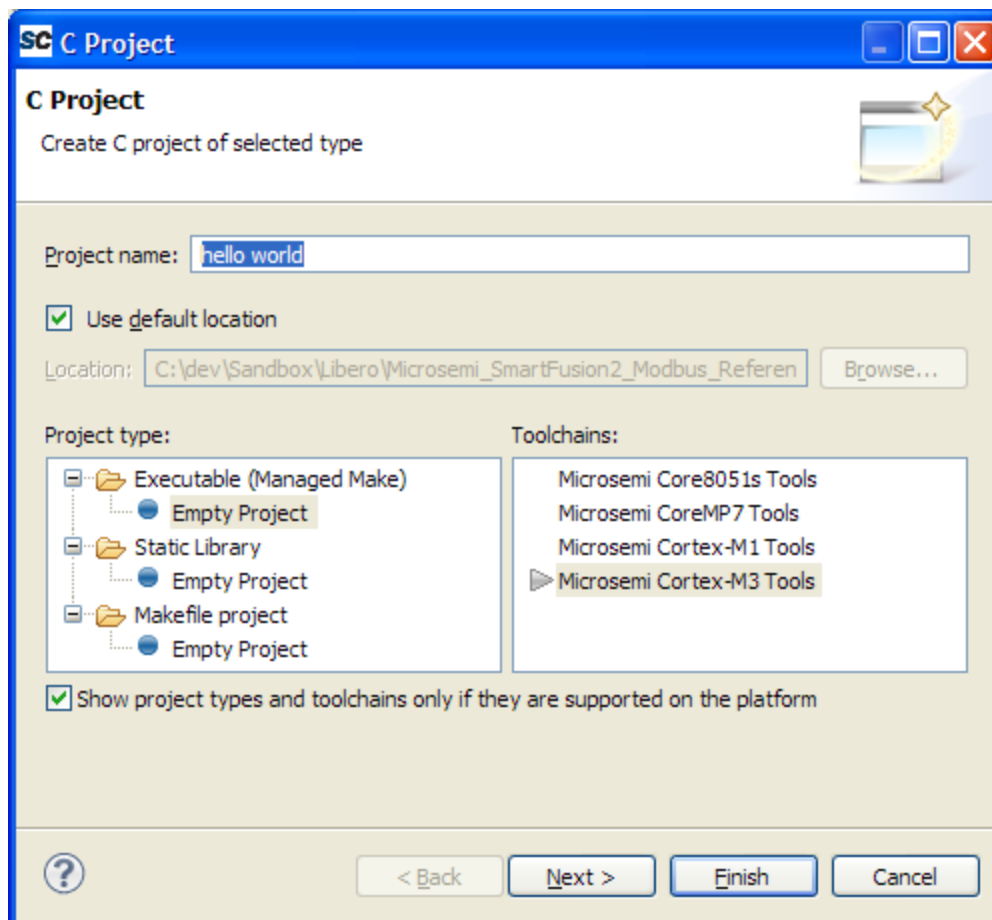 SC C Project
C Project
Create C project of selected type
Project name: hello world
Use default location
Location: C:\dev\Sandbox\Libero\Microsemi_SmartFusion2_Modbus_Referen Browse...
Project type: Toolchains:
Executable (Managed Make) Microsemi Core8051s Tools
Empty Project Microsemi CoreMP7 Tools
Static Library Microsemi Cortex-M1 Tools
Empty Project Microsemi Cortex-M3 Tools
Makefile project
Empty Project
Show project types and toolchains only if they are supported on the platform
? < Back Next > Finish Cancel